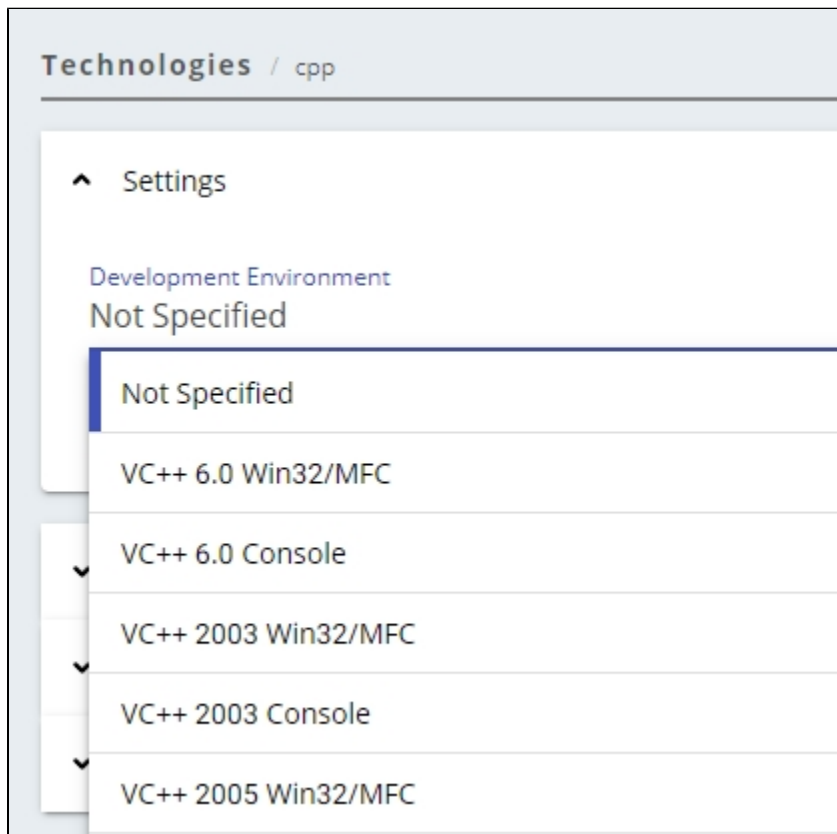 Technologies / cpp
Settings
Development Environment
Not Specified
Not Specified
VC++ 6.0 Win32/MFC
VC++ 6.0 Console
VC++ 2003 Win32/MFC
VC++ 2003 Console
VC++ 2005 Win32/MFC